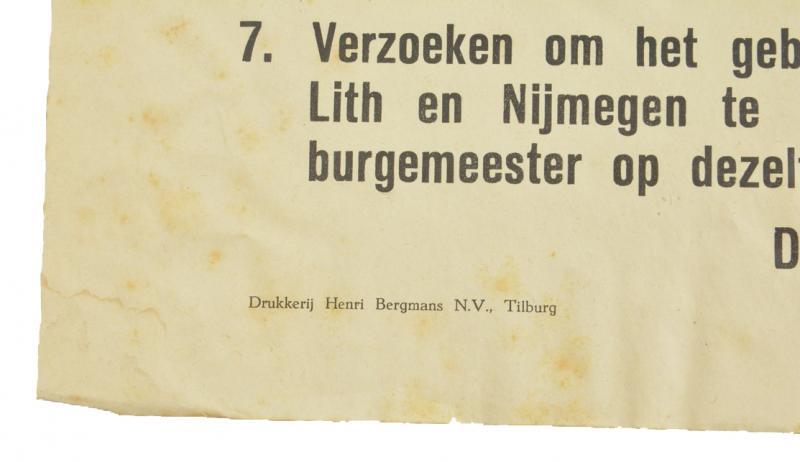 7. Verzoeken om het geb
Lith en Nijmegen te
burgemeester op dezel
D
Drukkerij Henri Bergmans N.V., Tilburg